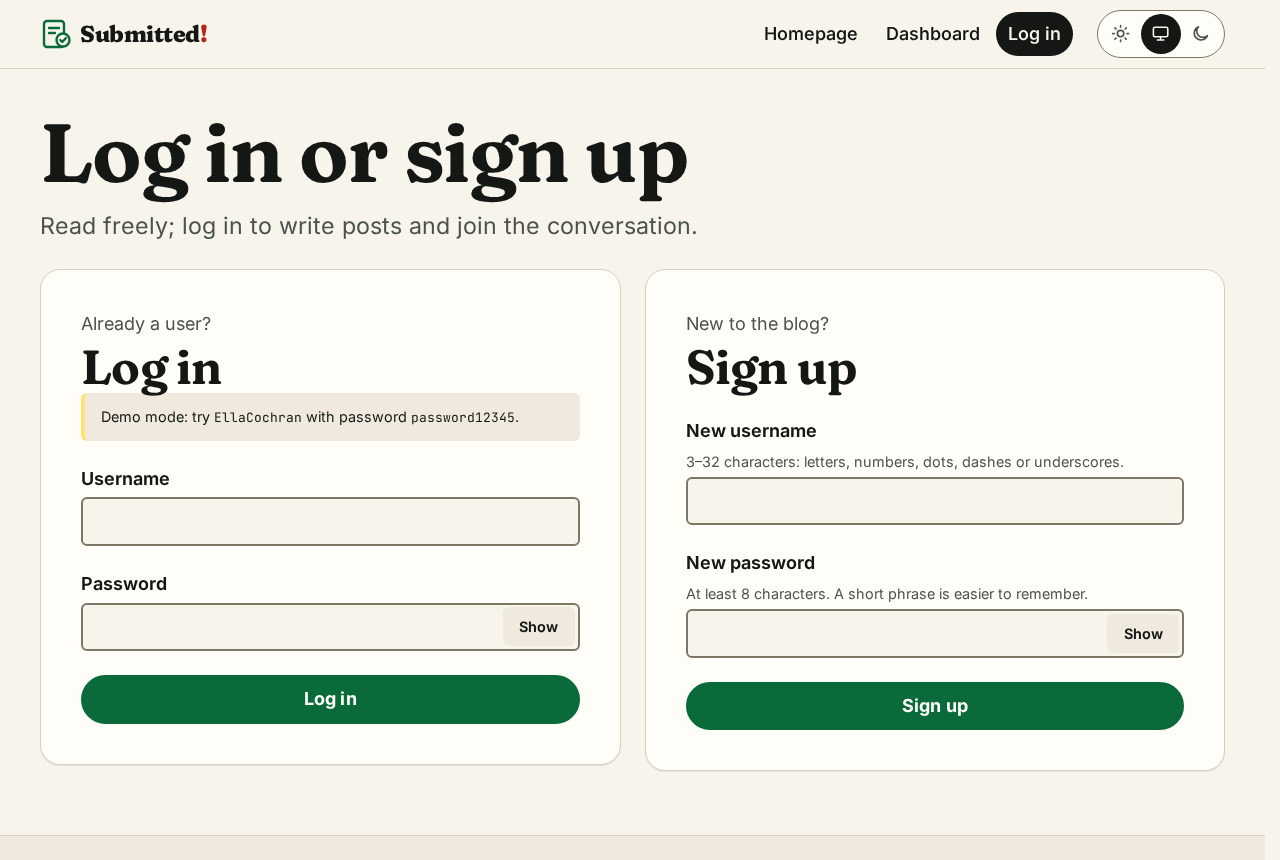 Submitted!
Homepage
Dashboard
Log in
Log in or sign up
Read freely; log in to write posts and join the conversation.
Already a user?
Log in
Demo mode: try EllaCochran with password password12345.
Username
Password
Show
Log in
New to the blog?
Sign up
New username
3–32 characters: letters, numbers, dots, dashes or underscores.
New password
At least 8 characters. A short phrase is easier to remember.
Show
Sign up